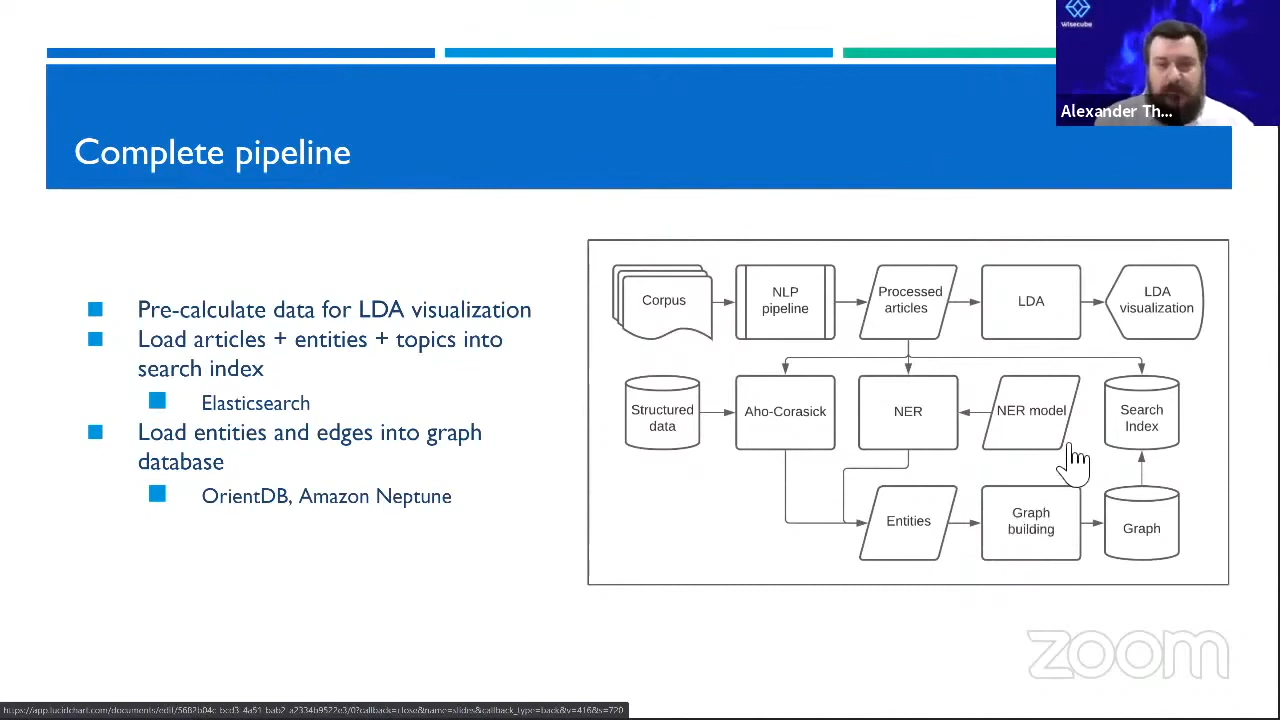 Wisecube
Alexander Th...
Complete pipeline
Pre-calculate data for LDA visualization
Load articles + entities + topics into
search index
Elasticsearch
Load entities and edges into graph
database
OrientDB, Amazon Neptune
Corpus
NLP
pipeline
Processed
articles
LDA
LDA
visualization
Structured
data
Aho-Corasick
NER
NER model
Search
Index
Entities
Graph
building
Graph
zoom